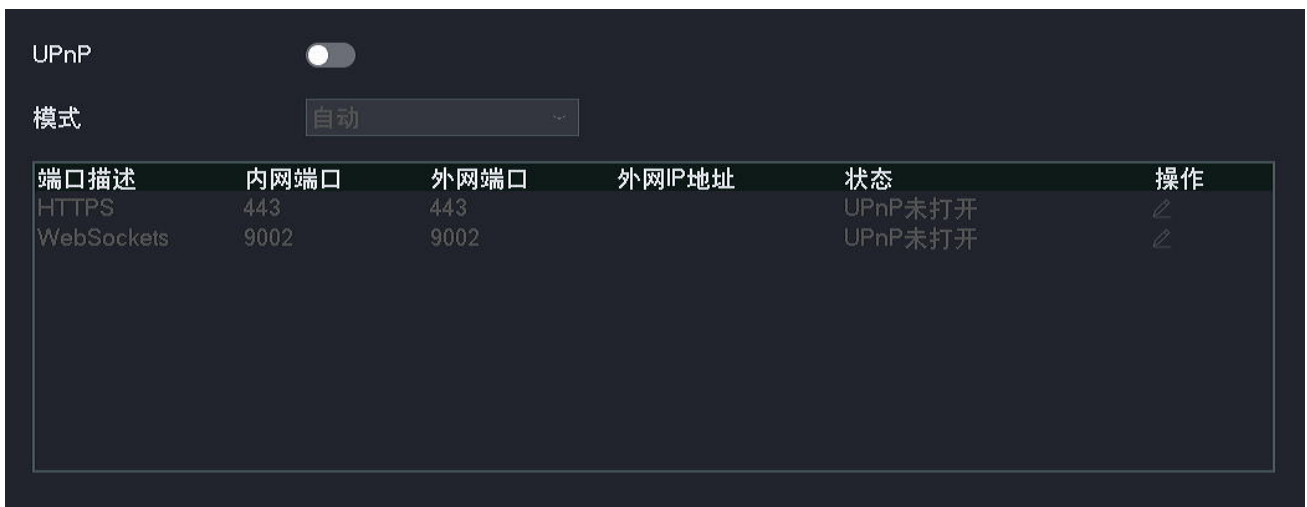 UPnP
模式 自动
端口描述 内网端口 外网端口 外网IP地址 状态 操作
HTTPS 443 443 UPnP未打开
WebSockets 9002 9002 UPnP未打开